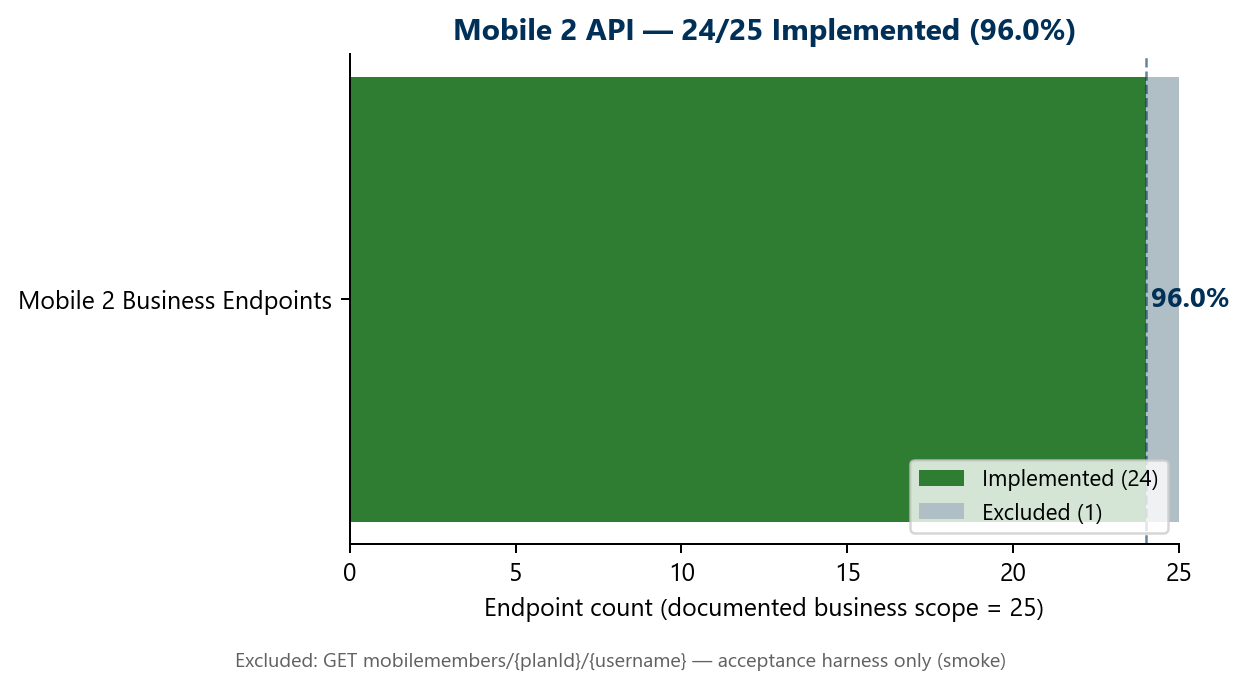 Mobile 2 API — 24/25 Implemented (96.0%)
Mobile 2 Business Endpoints
96.0%
Implemented (24)
Excluded (1)
0 5 10 15 20 25
Endpoint count (documented business scope = 25)
Excluded: GET mobilemembers/{planId}/{username} — acceptance harness only (smoke)